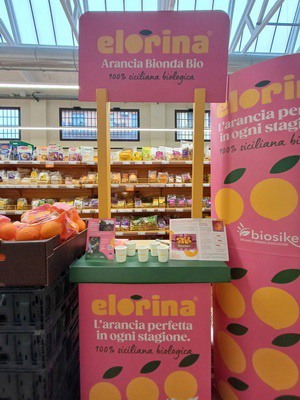 elorina
Arancia Bionda Bio
100% siciliana biologica
elorina
L'arancia perfetta
in ogni stagione.
100% siciliana biologica
biosike
elorina
L'arancia perfetta
in ogni stagione.
100% siciliana biologica